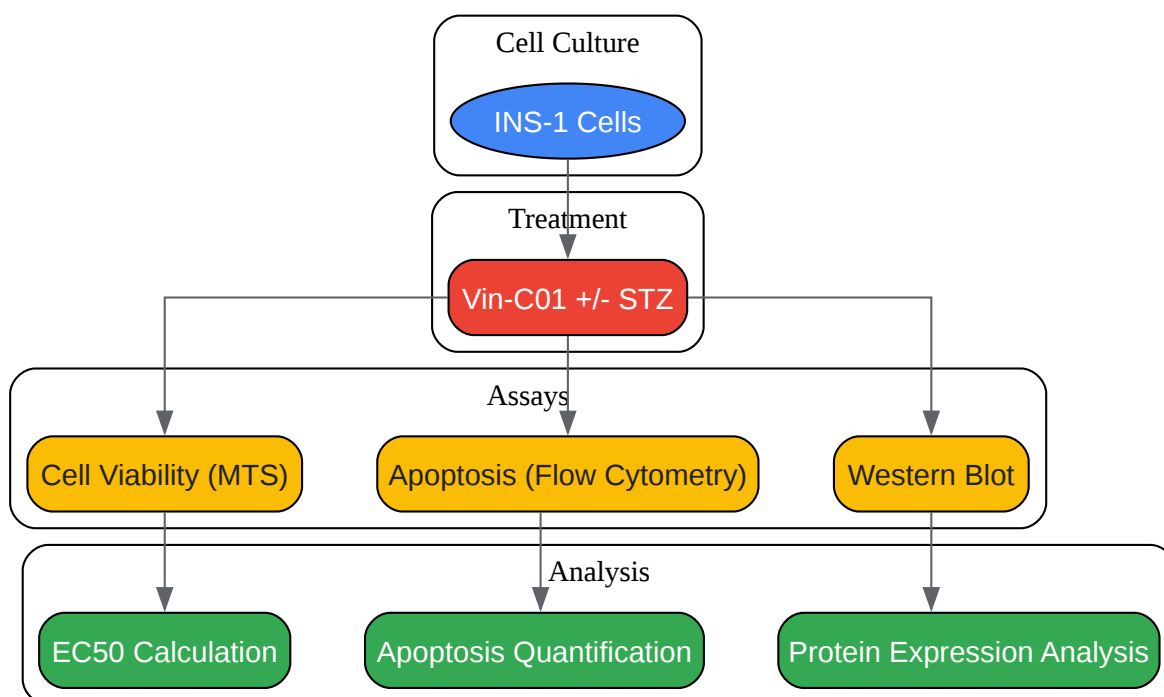 Cell Culture
INS-1 Cells
Treatment
Vin-C01 +/- STZ
Assays
Cell Viability (MTS)
Apoptosis (Flow Cytometry)
Western Blot
Analysis
EC50 Calculation
Apoptosis Quantification
Protein Expression Analysis